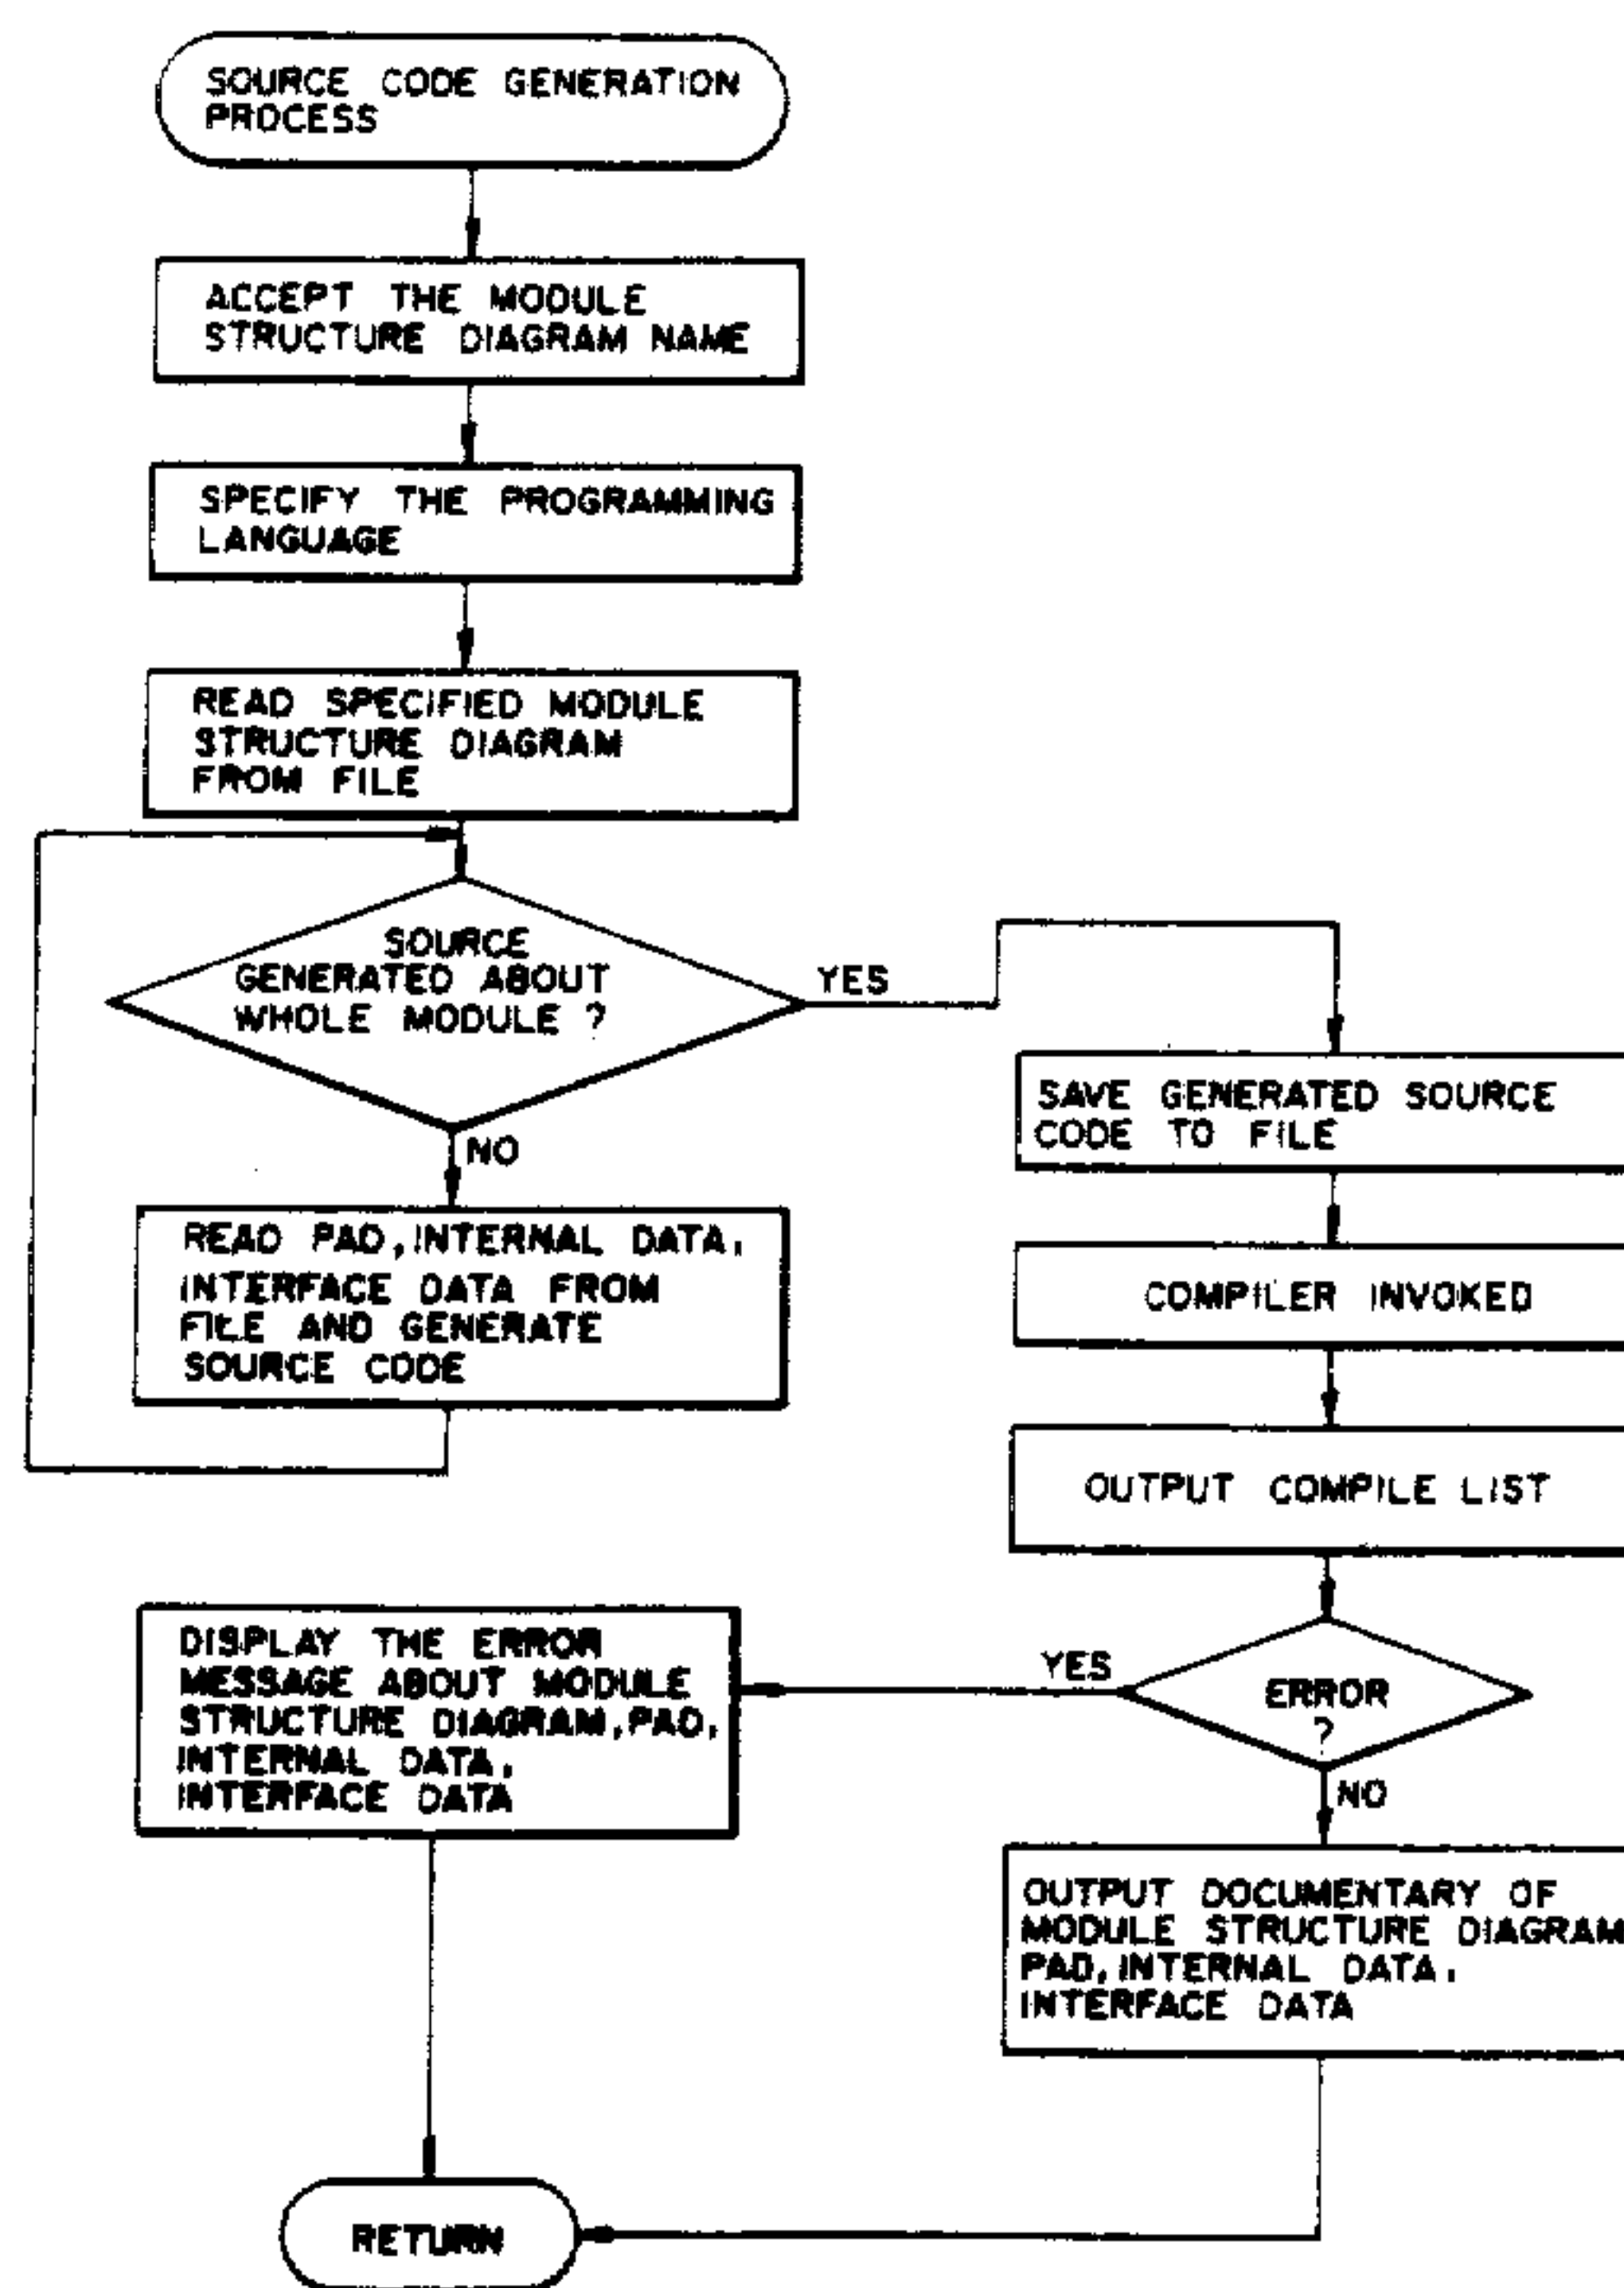 SOURCE CODE GENERATION
PROCESS
ACCEPT THE MODULE
STRUCTURE DIAGRAM NAME
SPECIFY THE PROGRAMMING
LANGUAGE
READ SPECIFIED MODULE
STRUCTURE DIAGRAM
FROM FILE
SOURCE
GENERATED ABOUT
WHOLE MODULE ?
YES
NO
READ PAD, INTERNAL DATA,
INTERFACE DATA FROM
FILE AND GENERATE
SOURCE CODE
SAVE GENERATED SOURCE
CODE TO FILE
COMPILER INVOKED
OUTPUT COMPILE LIST
ERROR
?
YES
NO
DISPLAY THE ERROR
MESSAGE ABOUT MODULE
STRUCTURE DIAGRAM, PAD,
INTERNAL DATA,
INTERFACE DATA
OUTPUT DOCUMENTARY OF
MODULE STRUCTURE DIAGRAM
PAD, INTERNAL DATA,
INTERFACE DATA
RETURN